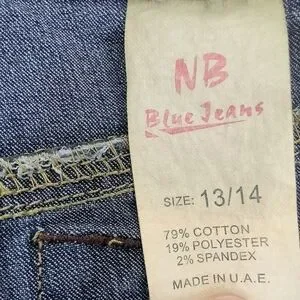 NB
Blue Jeans
SIZE: 13/14
79% COTTON
19% POLYESTER
2% SPANDEX
MADE IN U.A.E.